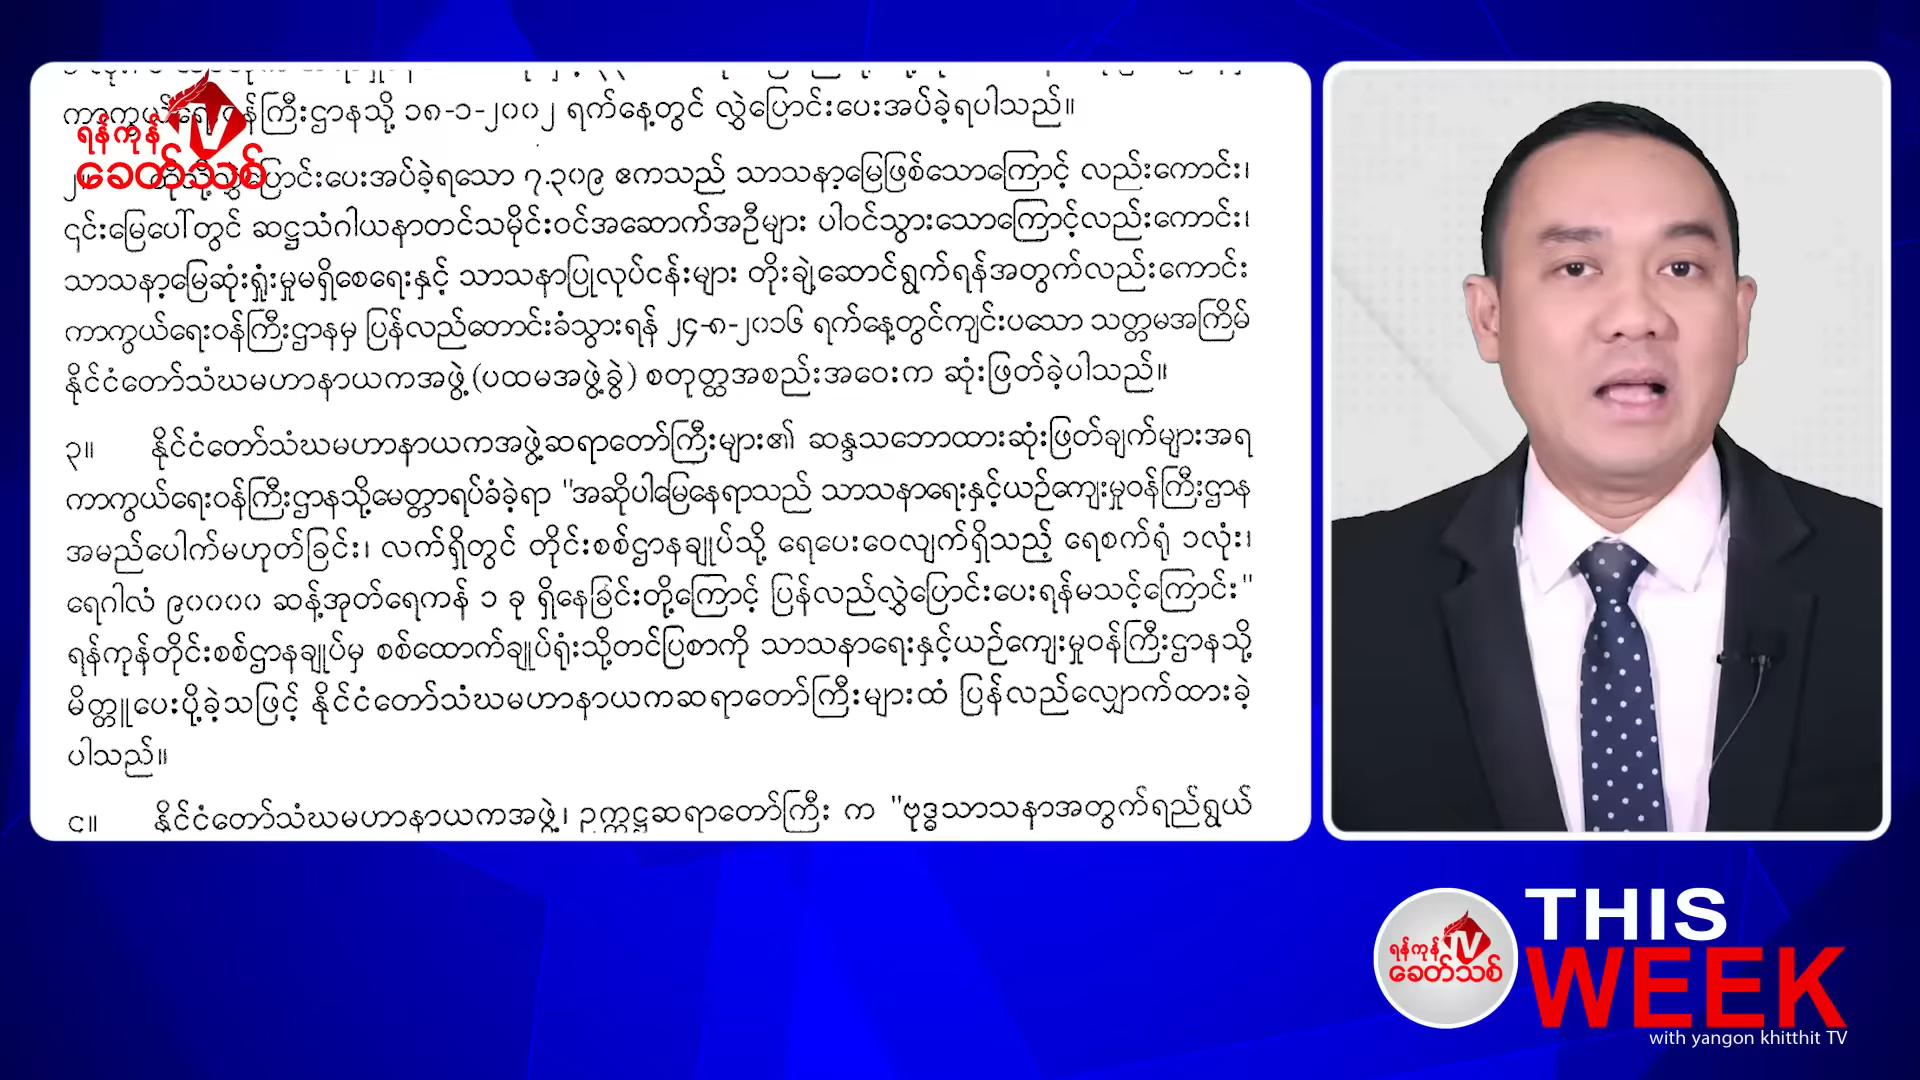 ကာကွယ်ရေးဝန်ကြီးဌာနသို့ ၁၈-၁-၂၀၀၂ ရက်နေ့တွင် လွှဲပြောင်းပေးအပ်ခဲ့ရပါသည်။
ရန်ကုန် TV
ခေတ်သစ်
၂။ ထိုသို့လွှဲပြောင်းပေးအပ်ခဲ့ရသော ၇.၃၀၉ ဧကသည် သာသနာ့မြေဖြစ်သောကြောင့် လည်းကောင်း၊
၎င်းမြေပေါ်တွင် ဆဋ္ဌသံဂါယနာတင်သမိုင်းဝင်အဆောက်အဦများ ပါဝင်သွားသောကြောင့်လည်းကောင်း၊
သာသနာ့မြေဆုံးရှုံးမှုမရှိစေရေးနှင့် သာသနာပြုလုပ်ငန်းများ တိုးချဲ့ဆောင်ရွက်ရန်အတွက်လည်းကောင်း
ကာကွယ်ရေးဝန်ကြီးဌာနမှ ပြန်လည်တောင်းခံသွားရန် ၂၄-၈-၂၀၁၆ ရက်နေ့တွင်ကျင်းပသော သတ္တမအကြိမ်
နိုင်ငံတော်သံဃမဟာနာယကအဖွဲ့(ပထမအဖွဲ့ခွဲ) စတုတ္ထအစည်းအဝေးက ဆုံးဖြတ်ခဲ့ပါသည်။
၃။ နိုင်ငံတော်သံဃမဟာနာယကအဖွဲ့ဆရာတော်ကြီးများ၏ ဆန္ဒသဘောထားဆုံးဖြတ်ချက်များအရ
ကာကွယ်ရေးဝန်ကြီးဌာနသို့မေတ္တာရပ်ခံခဲ့ရာ "အဆိုပါမြေနေရာသည် သာသနာရေးနှင့်ယဉ်ကျေးမှုဝန်ကြီးဌာန
အမည်ပေါက်မဟုတ်ခြင်း၊ လက်ရှိတွင် တိုင်းစစ်ဌာနချုပ်သို့ ရေပေးဝေလျက်ရှိသည့် ရေစက်ရုံ ၁လုံး၊
ရေဂါလံ ၉၀၀၀၀ ဆန့်အုတ်ရေကန် ၁ ခု ရှိနေခြင်းတို့ကြောင့် ပြန်လည်လွှဲပြောင်းပေးရန်မသင့်ကြောင်း"
ရန်ကုန်တိုင်းစစ်ဌာနချုပ်မှ စစ်ထောက်ချုပ်ရုံးသို့တင်ပြစာကို သာသနာရေးနှင့်ယဉ်ကျေးမှုဝန်ကြီးဌာနသို့
မိတ္တူပေးပို့ခဲ့သဖြင့် နိုင်ငံတော်သံဃမဟာနာယကဆရာတော်ကြီးများထံ ပြန်လည်လျှောက်ထားခဲ့
ပါသည်။
၄။ နိုင်ငံတော်သံဃမဟာနာယကအဖွဲ့၊ ဥက္ကဋ္ဌဆရာတော်ကြီး က "ဗုဒ္ဓသာသနာအတွက်ရည်ရွယ်
ရန်ကုန် TV
ခေတ်သစ်
THIS
WEEK
with yangon khitthit TV